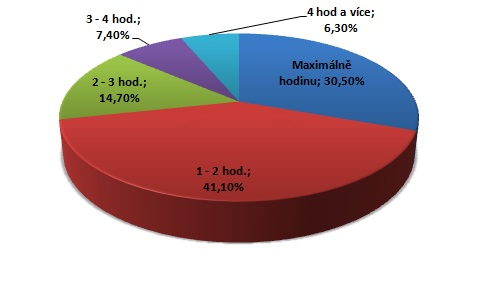 3 - 4 hod.;
7,40%
4 hod a více;
6,30%
Maximálně
hodinu; 30,50%
2 - 3 hod.;
14,70%
1 - 2 hod.;
41,10%